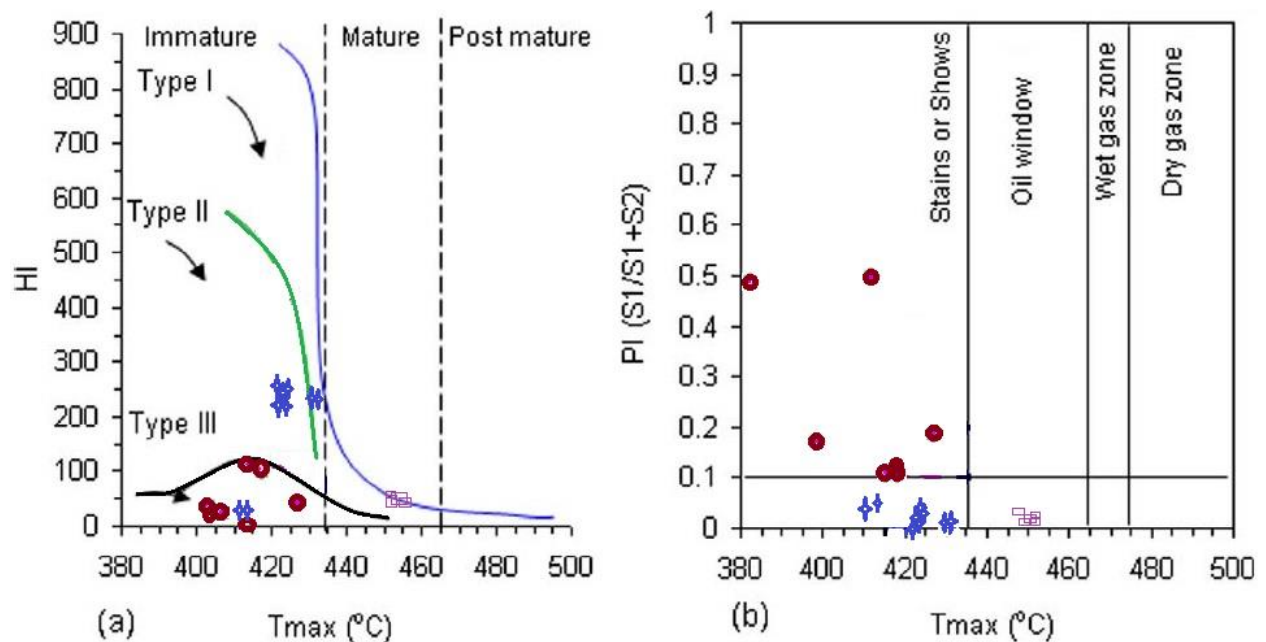 Immature
Mature
Post mature
Type I
Type II
Type III
HI
900
800
700
600
500
400
300
200
100
0
380 400 420 440 460 480 500
(a)
Tmax (°C)
PI (S1/S1+S2)
1
0.9
0.8
0.7
0.6
0.5
0.4
0.3
0.2
0.1
0
Stains or Shows
Oil window
Wet gas zone
Dry gas zone
380 400 420 440 460 480 500
(b)
Tmax (°C)